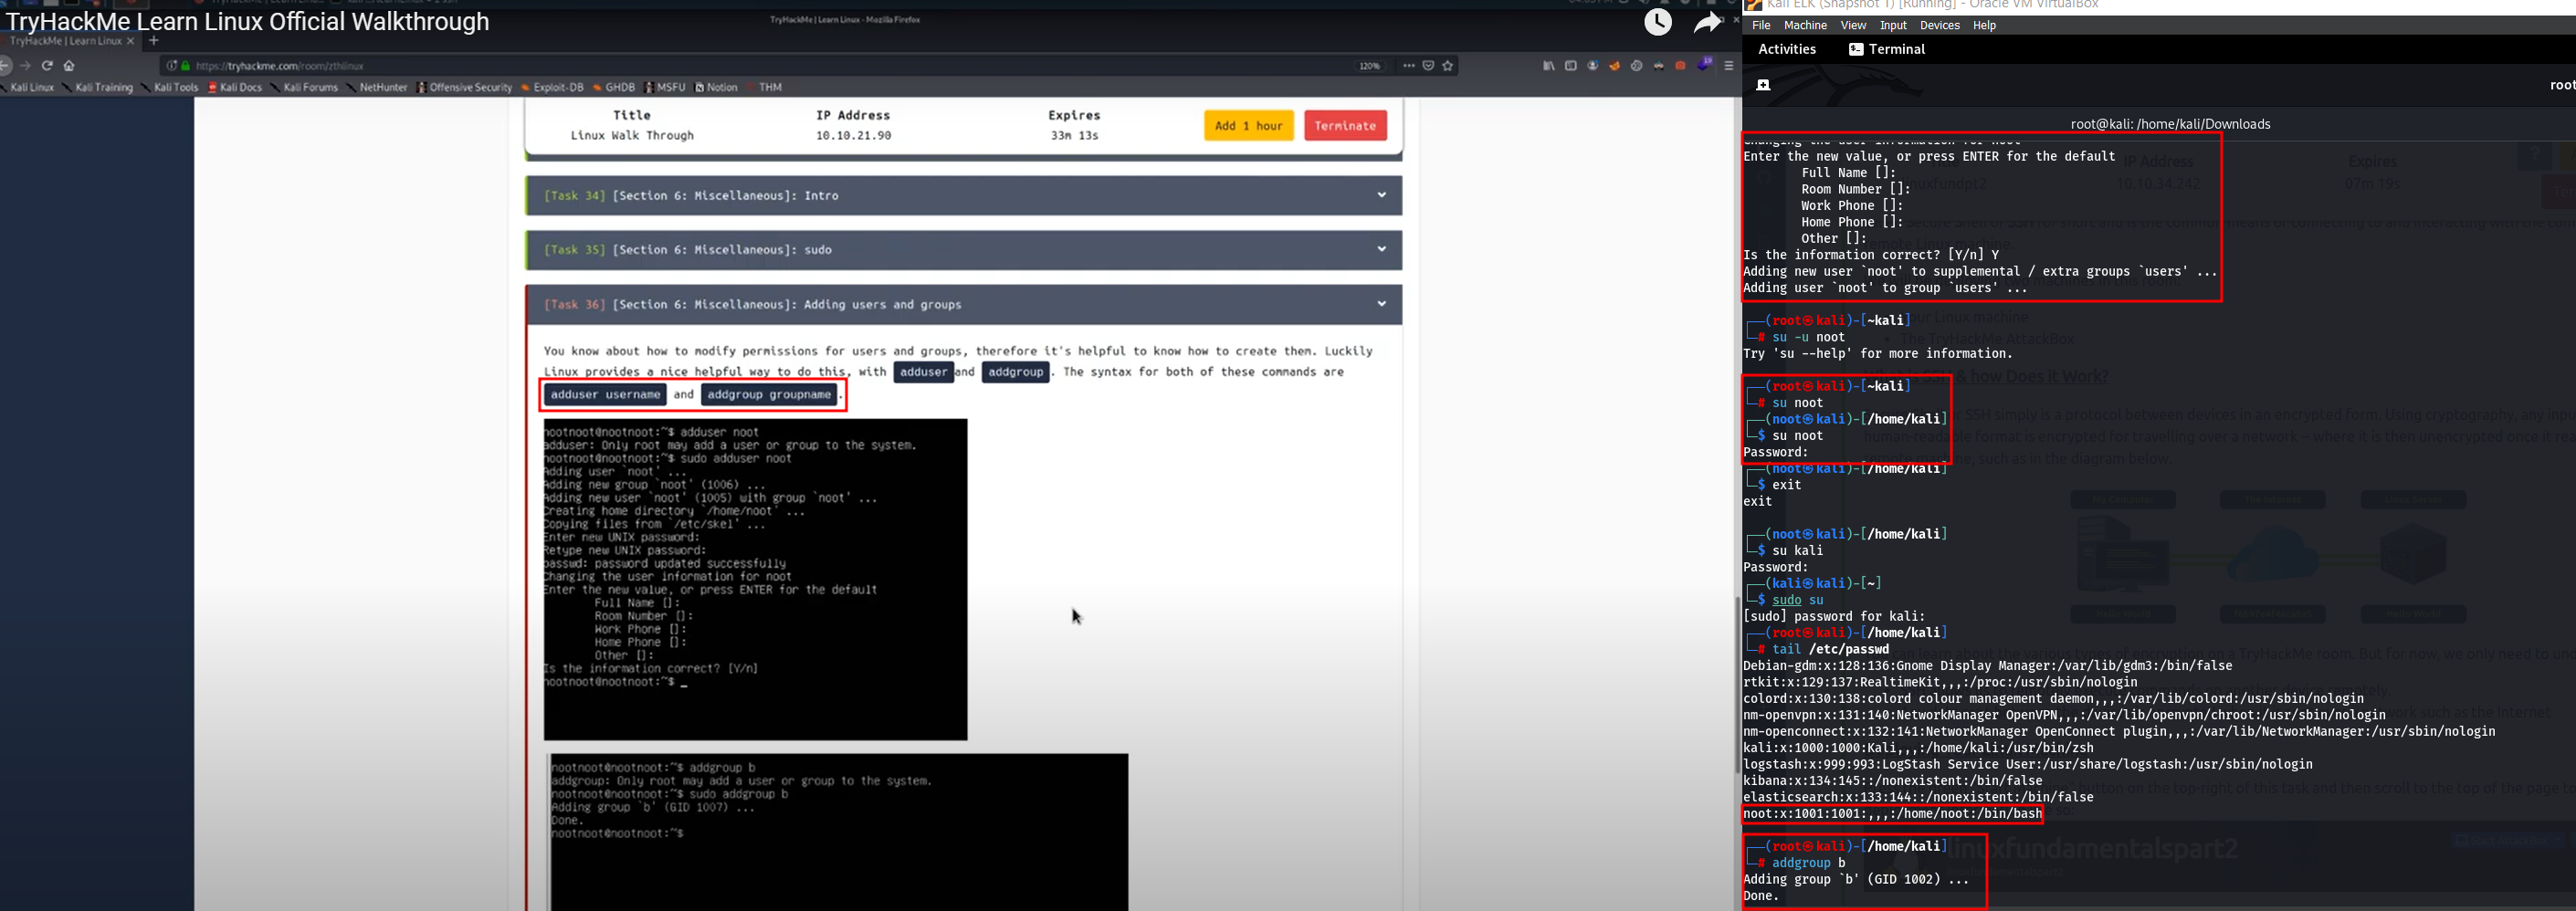 TryHackMe Learn Linux Official Walkthrough
TryHackMe | Learn Linux - Mozilla Firefox
TryHackMe | Learn Linux
https://tryhackme.com/room/zthlinux
120%
Kali Linux Kali Training Kali Tools Kali Docs Kali Forums NetHunter Offensive Security Exploit-DB GHDB MSFU Notion THM
Title IP Address Expires
Linux Walk Through 10.10.21.90 33m 13s
Add 1 hour Terminate
[Task 34] [Section 6: Miscellaneous]: Intro
[Task 35] [Section 6: Miscellaneous]: sudo
[Task 36] [Section 6: Miscellaneous]: Adding users and groups
You know about how to modify permissions for users and groups, therefore it's helpful to know how to create them. Luckily
Linux provides a nice helpful way to do this, with adduser and addgroup. The syntax for both of these commands are
adduser username and addgroup groupname.
nootnoot@nootnoot:~$ adduser noot
adduser: Only root may add a user or group to the system.
nootnoot@nootnoot:~$ sudo adduser noot
Adding user `noot' ...
Adding new group `noot' (1006) ...
Adding new user `noot' (1005) with group `noot' ...
Creating home directory `/home/noot' ...
Copying files from `/etc/skel' ...
Enter new UNIX password:
Retype new UNIX password:
passwd: password updated successfully
Changing the user information for noot
Enter the new value, or press ENTER for the default
Full Name []:
Room Number []:
Work Phone []:
Home Phone []:
Other []:
Is the information correct? [Y/n]
nootnoot@nootnoot:~$ _
nootnoot@nootnoot:~$ addgroup b
addgroup: Only root may add a user or group to the system.
nootnoot@nootnoot:~$ sudo addgroup b
Adding group `b' (GID 1007) ...
Done.
nootnoot@nootnoot:~$
Kali ELK (Snapshot 1) [Running] - Oracle VM VirtualBox
File Machine View Input Devices Help
Activities Terminal
root
root@kali: /home/kali/Downloads
Changing the user information for noot
Enter the new value, or press ENTER for the default
Full Name []:
Room Number []:
Work Phone []:
Home Phone []:
Other []:
Is the information correct? [Y/n] Y
Adding new user `noot' to supplemental / extra groups `users' ...
Adding user `noot' to group `users' ...
(root㉿kali)-[~kali]
# su -u noot
Try 'su --help' for more information.
(root㉿kali)-[~kali]
# su noot
(noot㉿kali)-[/home/kali]
$ su noot
Password:
(noot㉿kali)-[/home/kali]
$ exit
exit
(noot㉿kali)-[/home/kali]
$ su kali
Password:
(kali㉿kali)-[~]
$ sudo su
[sudo] password for kali:
(root㉿kali)-[/home/kali]
# tail /etc/passwd
Debian-gdm:x:128:136:Gnome Display Manager:/var/lib/gdm3:/bin/false
rtkit:x:129:137:RealtimeKit,,,:/proc:/usr/sbin/nologin
colord:x:130:138:colord colour management daemon,,,:/var/lib/colord:/usr/sbin/nologin
nm-openvpn:x:131:140:NetworkManager OpenVPN,,,:/var/lib/openvpn/chroot:/usr/sbin/nologin
nm-openconnect:x:132:141:NetworkManager OpenConnect plugin,,,:/var/lib/NetworkManager:/usr/sbin/nologin
kali:x:1000:1000:Kali,,,:/home/kali:/usr/bin/zsh
logstash:x:999:993:LogStash Service User:/usr/share/logstash:/usr/sbin/nologin
kibana:x:134:145::/nonexistent:/bin/false
elasticsearch:x:133:144::/nonexistent:/bin/false
noot:x:1001:1001:,,,:/home/noot:/bin/bash
(root㉿kali)-[/home/kali]
# addgroup b
Adding group `b' (GID 1002) ...
Done.
IP Address Expires
10.10.34.242 07m 19s
The TryHackMe AttackBox
linuxfundamentalspart2